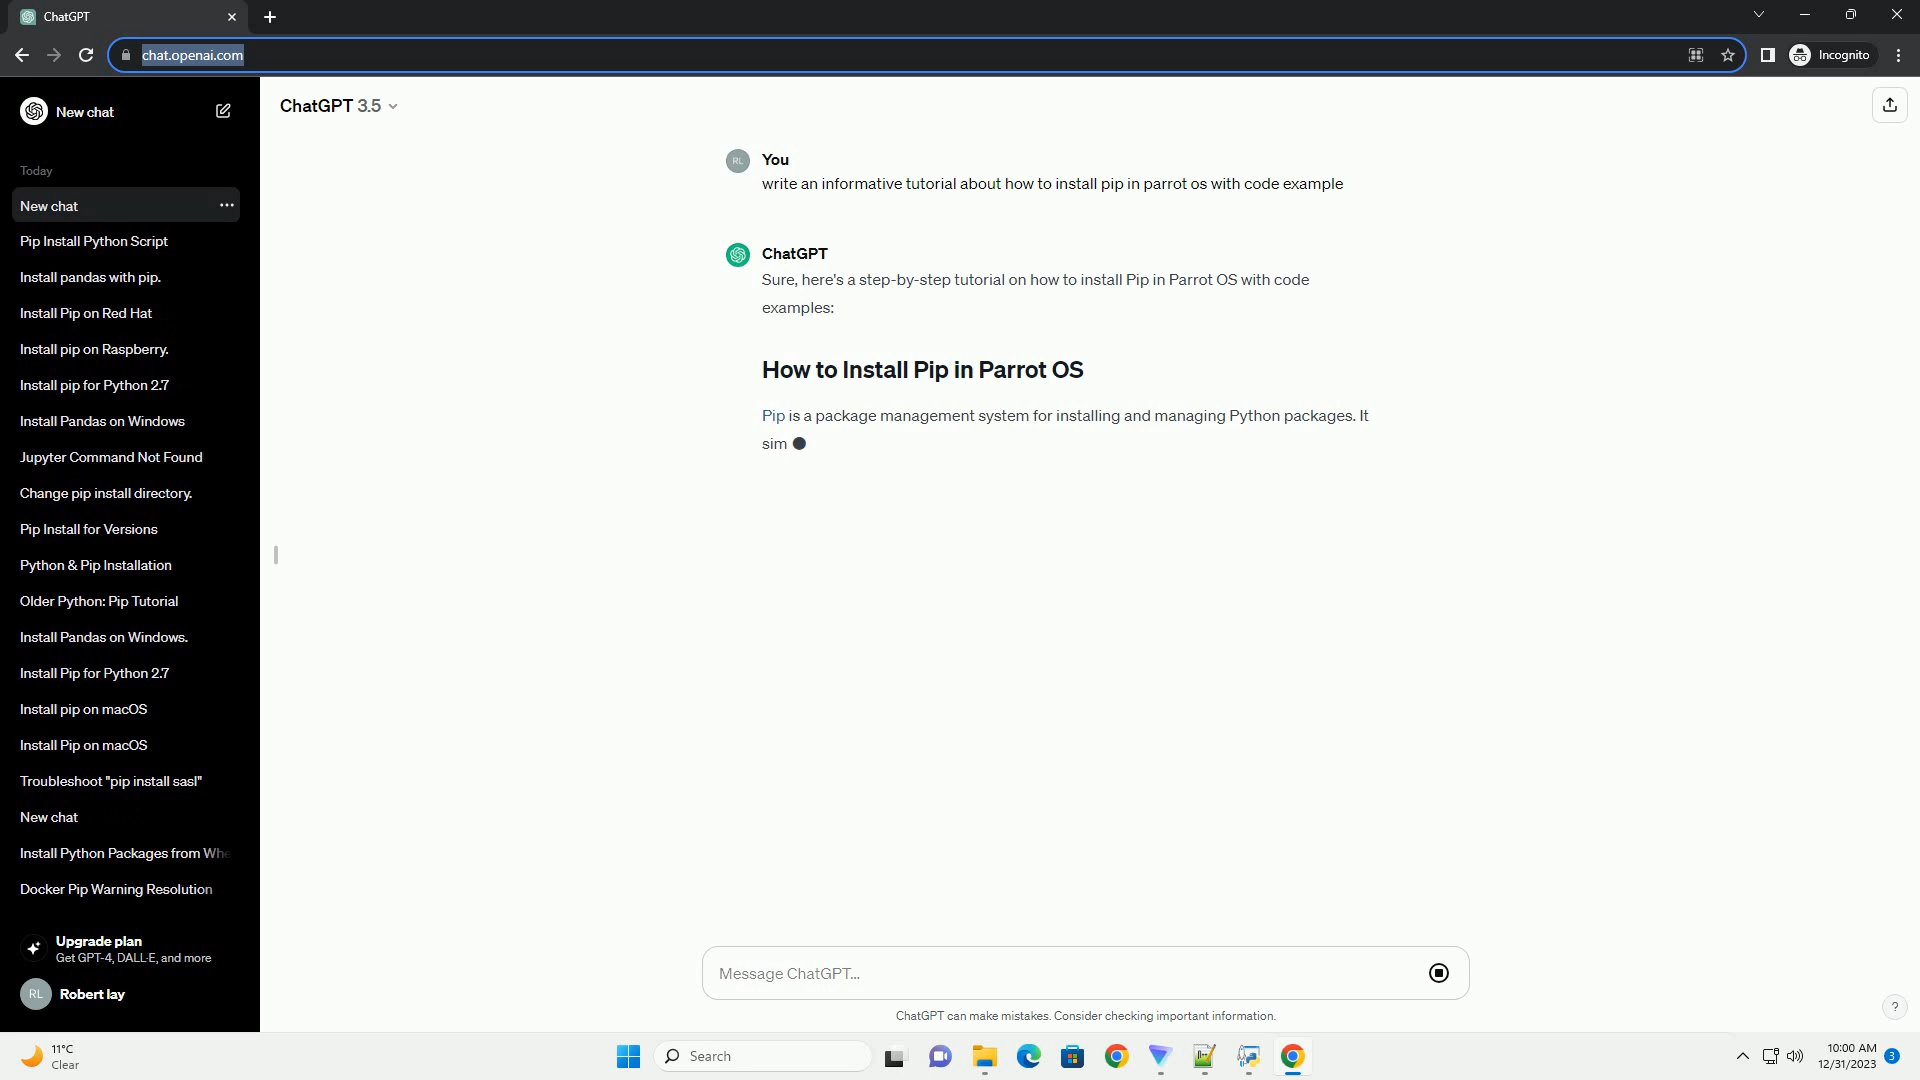 ChatGPT
chat.openai.com
Incognito
New chat
Today
New chat
Pip Install Python Script
Install pandas with pip.
Install Pip on Red Hat
Install pip on Raspberry.
Install pip for Python 2.7
Install Pandas on Windows
Jupyter Command Not Found
Change pip install directory.
Pip Install for Versions
Python & Pip Installation
Older Python: Pip Tutorial
Install Pandas on Windows.
Install Pip for Python 2.7
Install pip on macOS
Install Pip on macOS
Troubleshoot "pip install sasl"
New chat
Install Python Packages from Whe
Docker Pip Warning Resolution
Upgrade plan
Get GPT-4, DALL·E, and more
RL
Robert lay
ChatGPT 3.5
RL
You
write an informative tutorial about how to install pip in parrot os with code example
ChatGPT
Sure, here's a step-by-step tutorial on how to install Pip in Parrot OS with code
examples:
How to Install Pip in Parrot OS
Pip is a package management system for installing and managing Python packages. It
sim
Message ChatGPT...
ChatGPT can make mistakes. Consider checking important information.
?
11°C
Clear
Search
10:00 AM
12/31/2023
3